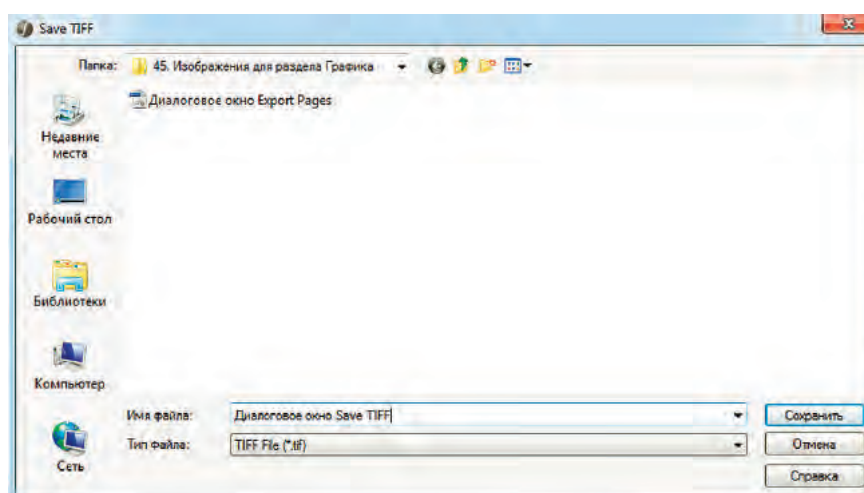 Save TIFF
Папка: 45. Изображения для раздела Графика
Диалоговое окно Export Pages
Недавние
места
Рабочий стол
Библиотеки
Компьютер
Сеть
Имя файла: Диалоговое окно Save TIFF Сохранить
Тип файла: TIFF File (*.tif) Отмена
Справка